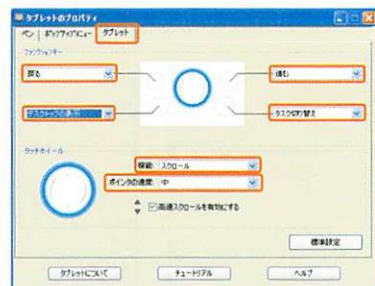 タブレットのプロパティ
ペン ポップアップメニュー タブレット
ファンクションキー
戻る 進む
デスクトップの表示 タスク切り替え
タッチホイール
機能: スクロール
ポインタの速度: 中
高速スクロールを有効にする
標準設定
タブレットについて チュートリアル ヘルプ